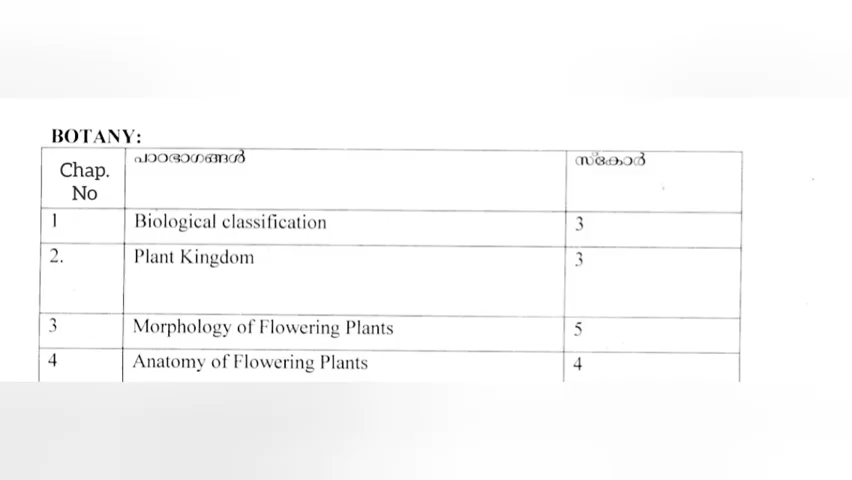 BOTANY:
Chap. No പാഠഭാഗങ്ങൾ സ്കോർ
1 Biological classification 3
2. Plant Kingdom 3
3 Morphology of Flowering Plants 5
4 Anatomy of Flowering Plants 4